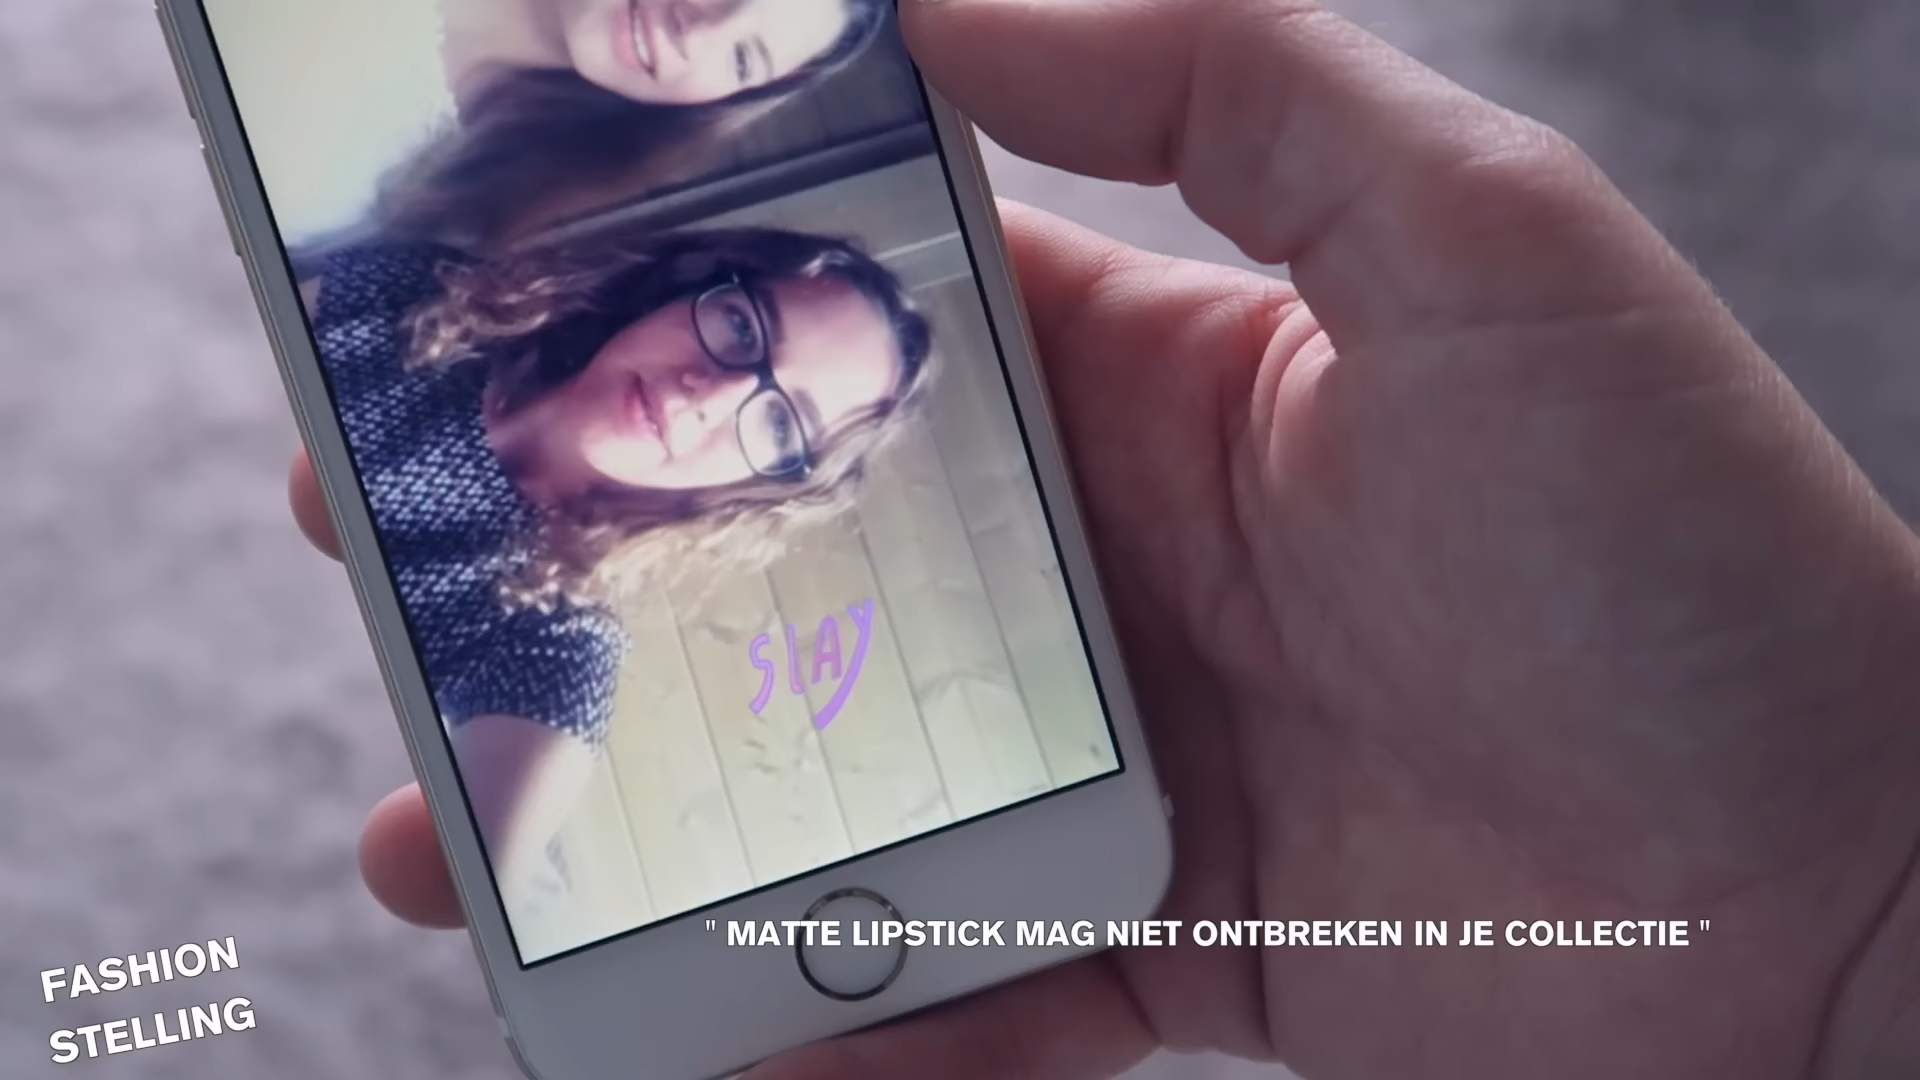 SLAY
" MATTE LIPSTICK MAG NIET ONTBREKEN IN JE COLLECTIE "
FASHION
STELLING